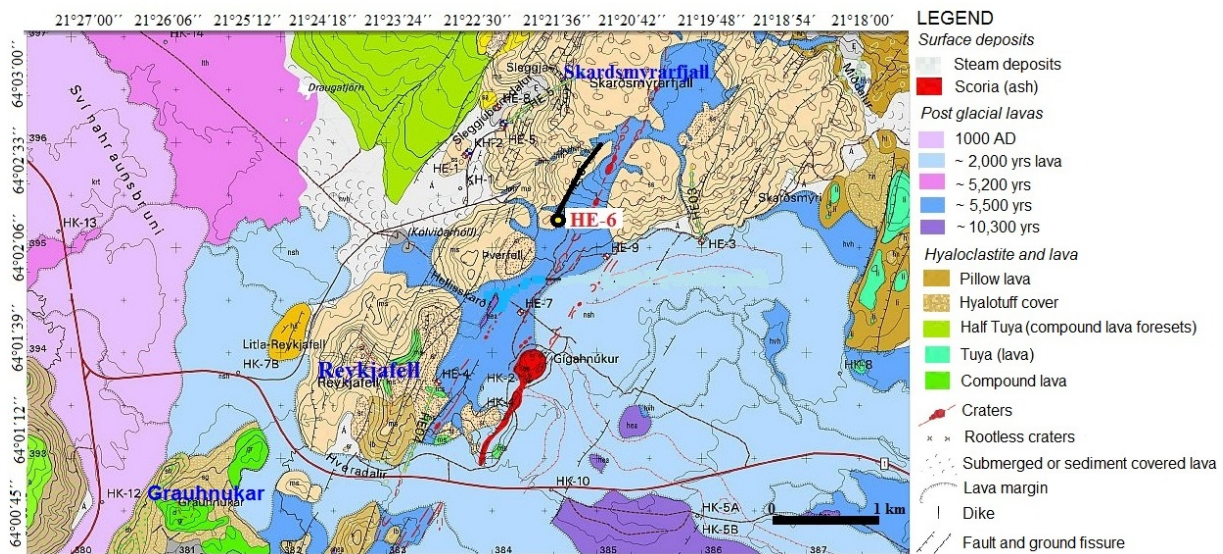 21°27′00″ 21°26′06″ 21°25′12″ 21°24′18″ 21°23′24″ 21°22′30″ 21°21′36″ 21°20′42″ 21°19′48″ 21°18′54″ 21°18′00″
64°03′00″
64°02′33″
64°02′06″
64°01′39″
64°01′12″
64°00′45″
397
HK-14
Draugatjörn
Sleggjubeinsdalur
Skardsmyrarfjall
Skarðsmýrarfjall
HE-8
HE-5
396
Svínahraunsbruni
HE-1
KHF2
KH-1
HE-6
HE03
Skarðsmýri
HK-13
395
(Kolviðarhóll)
Þverfell
HE-9
HE-3
Hellisskarð
HE-7
Litla-Reykjafell
394
HK-7B
Reykjafell
Reykjafell
HE-4
HK-2
HK-4
Gígahnúkur
HK-8
393
Hveradalir
HK-12
Grauhnukar
Gráuhnúkar
HK-10
HK-5A
HK-5B
0 1 km
380 381 382 383 384 385 386 387
LEGEND
Surface deposits
Steam deposits
Scoria (ash)
Post glacial lavas
1000 AD
~ 2,000 yrs lava
~ 5,200 yrs
~ 5,500 yrs
~ 10,300 yrs
Hyaloclastite and lava
Pillow lava
Hyalotuff cover
Half Tuya (compound lava foresets)
Tuya (lava)
Compound lava
Craters
Rootless craters
Submerged or sediment covered lava
Lava margin
Dike
Fault and ground fissure